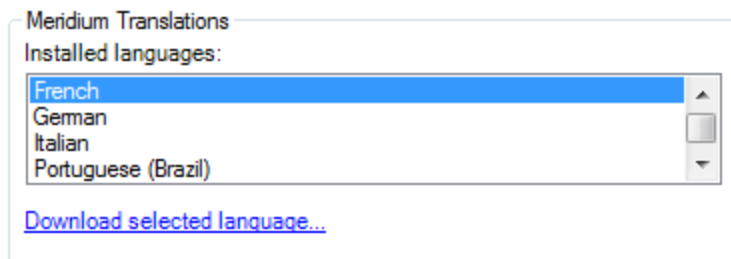 Meridium Translations
Installed languages:
French
German
Italian
Portuguese (Brazil)
Download selected language...